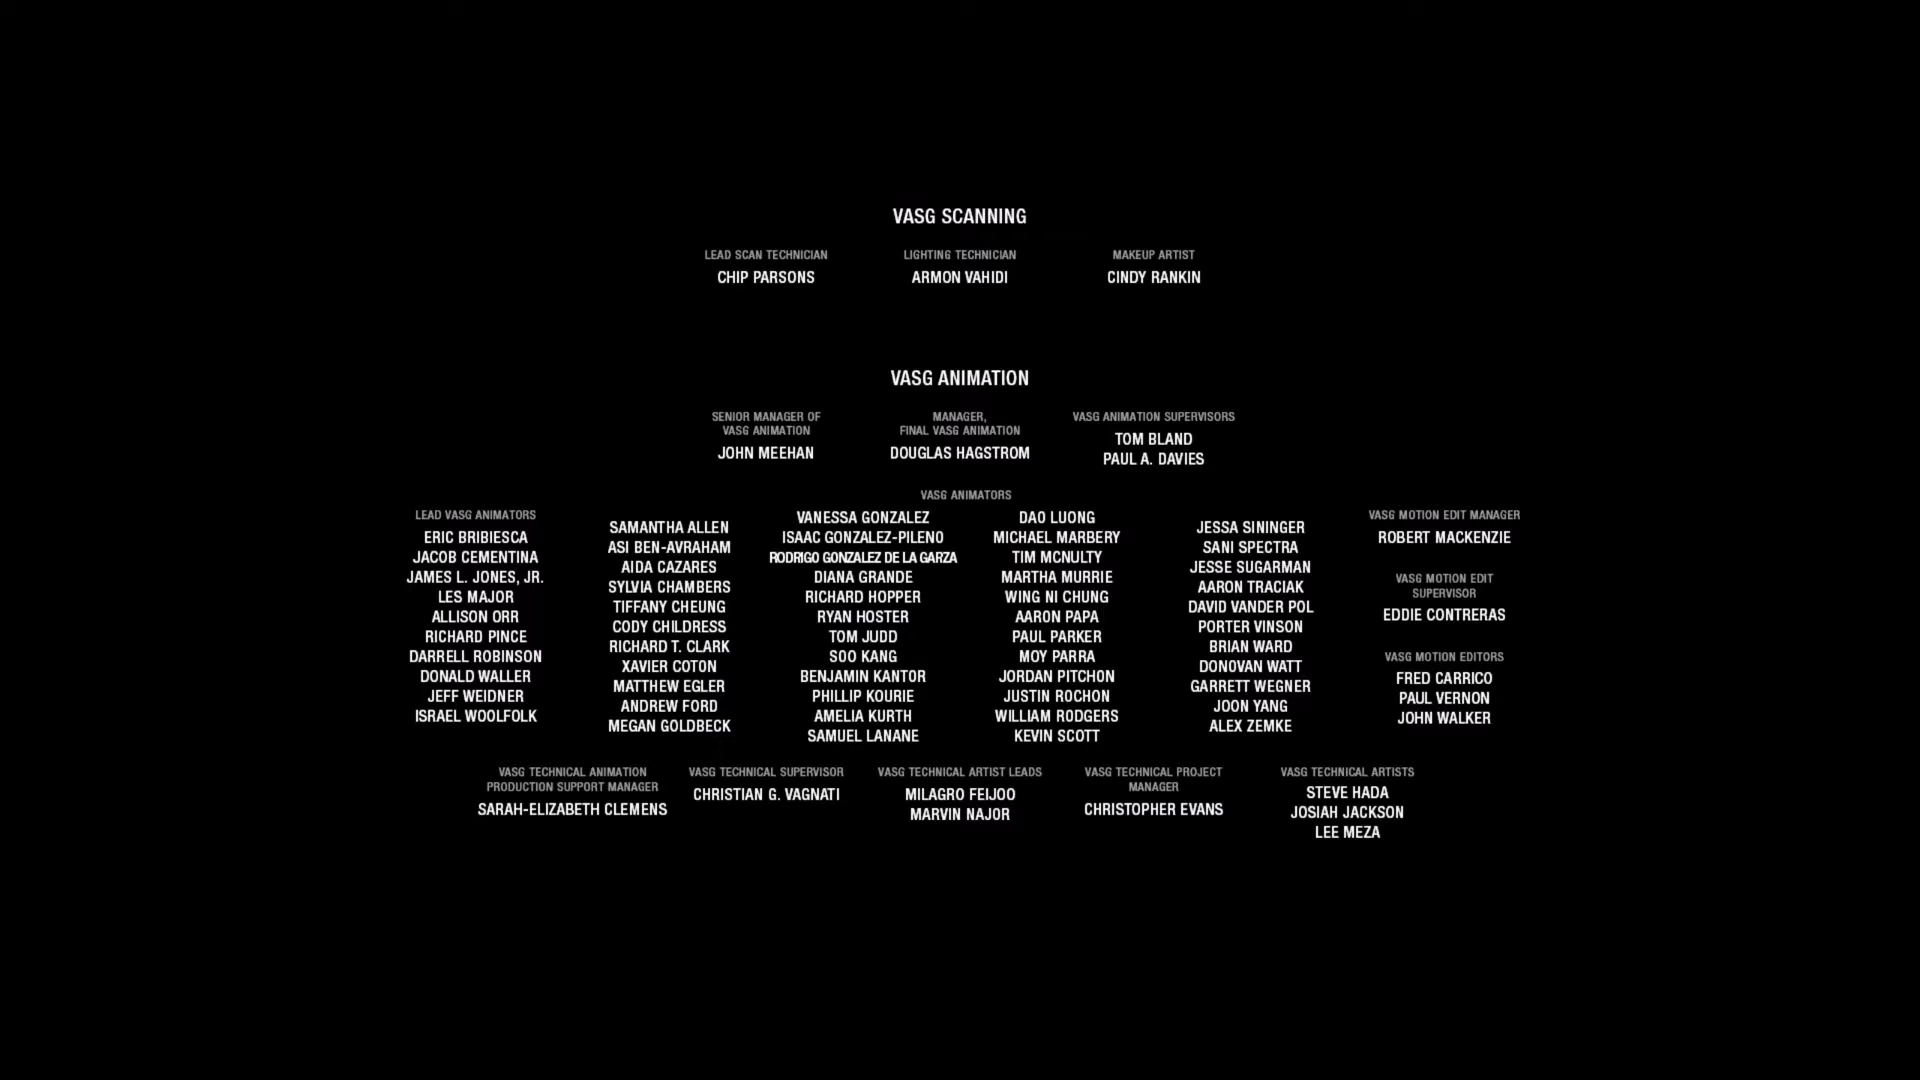 VASG SCANNING
LEAD SCAN TECHNICIAN
CHIP PARSONS
LIGHTING TECHNICIAN
ARMON VAHIDI
MAKEUP ARTIST
CINDY RANKIN
VASG ANIMATION
SENIOR MANAGER OF
VASG ANIMATION
JOHN MEEHAN
MANAGER,
FINAL VASG ANIMATION
DOUGLAS HAGSTROM
VASG ANIMATION SUPERVISORS
TOM BLAND
PAUL A. DAVIES
LEAD VASG ANIMATORS
ERIC BRIBIESCA
JACOB CEMENTINA
JAMES L. JONES, JR.
LES MAJOR
ALLISON ORR
RICHARD PINCE
DARRELL ROBINSON
DONALD WALLER
JEFF WEIDNER
ISRAEL WOOLFOLK
VASG ANIMATORS
SAMANTHA ALLEN
ASI BEN-AVRAHAM
AIDA CAZARES
SYLVIA CHAMBERS
TIFFANY CHEUNG
CODY CHILDRESS
RICHARD T. CLARK
XAVIER COTON
MATTHEW EGLER
ANDREW FORD
MEGAN GOLDBECK
VANESSA GONZALEZ
ISAAC GONZALEZ-PILENO
RODRIGO GONZALEZ DE LA GARZA
DIANA GRANDE
RICHARD HOPPER
RYAN HOSTER
TOM JUDD
SOO KANG
BENJAMIN KANTOR
PHILLIP KOURIE
AMELIA KURTH
SAMUEL LANANE
DAO LUONG
MICHAEL MARBERY
TIM MCNULTY
MARTHA MURRIE
WING NI CHUNG
AARON PAPA
PAUL PARKER
MOY PARRA
JORDAN PITCHON
JUSTIN ROCHON
WILLIAM RODGERS
KEVIN SCOTT
JESSA SININGER
SANI SPECTRA
JESSE SUGARMAN
AARON TRACIAK
DAVID VANDER POL
PORTER VINSON
BRIAN WARD
DONOVAN WATT
GARRETT WEGNER
JOON YANG
ALEX ZEMKE
VASG MOTION EDIT MANAGER
ROBERT MACKENZIE
VASG MOTION EDIT
SUPERVISOR
EDDIE CONTRERAS
VASG MOTION EDITORS
FRED CARRICO
PAUL VERNON
JOHN WALKER
VASG TECHNICAL ANIMATION
PRODUCTION SUPPORT MANAGER
SARAH-ELIZABETH CLEMENS
VASG TECHNICAL SUPERVISOR
CHRISTIAN G. VAGNATI
VASG TECHNICAL ARTIST LEADS
MILAGRO FEIJOO
MARVIN NAJOR
VASG TECHNICAL PROJECT
MANAGER
CHRISTOPHER EVANS
VASG TECHNICAL ARTISTS
STEVE HADA
JOSIAH JACKSON
LEE MEZA